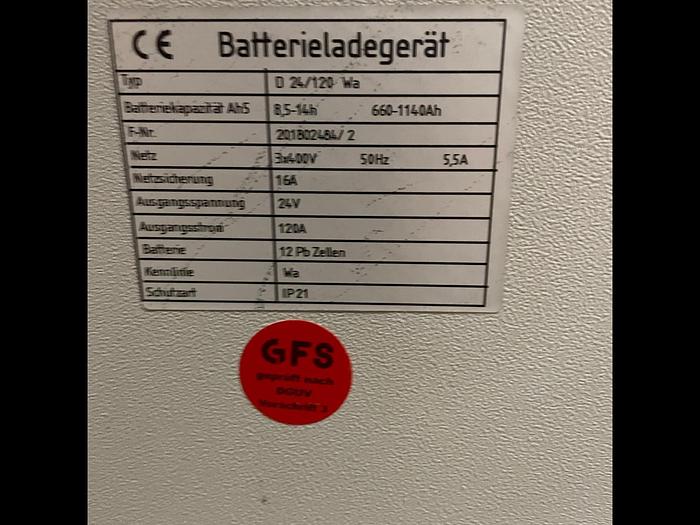 CE Batterieladegerät
Typ D 24/120 Wa
Batteriekapazität Ah5 8,5-14h 660-1140Ah
F-Nr. 201802484/2
Netz 3x400V 50Hz 5,5A
Netzsicherung 16A
Ausgangsspannung 24V
Ausgangsstrom 120A
Batterie 12 Pb Zellen
Kennlinie Wa
Schutzart IP21
GFS
geprüft nach
DGUV
Vorschrift 3